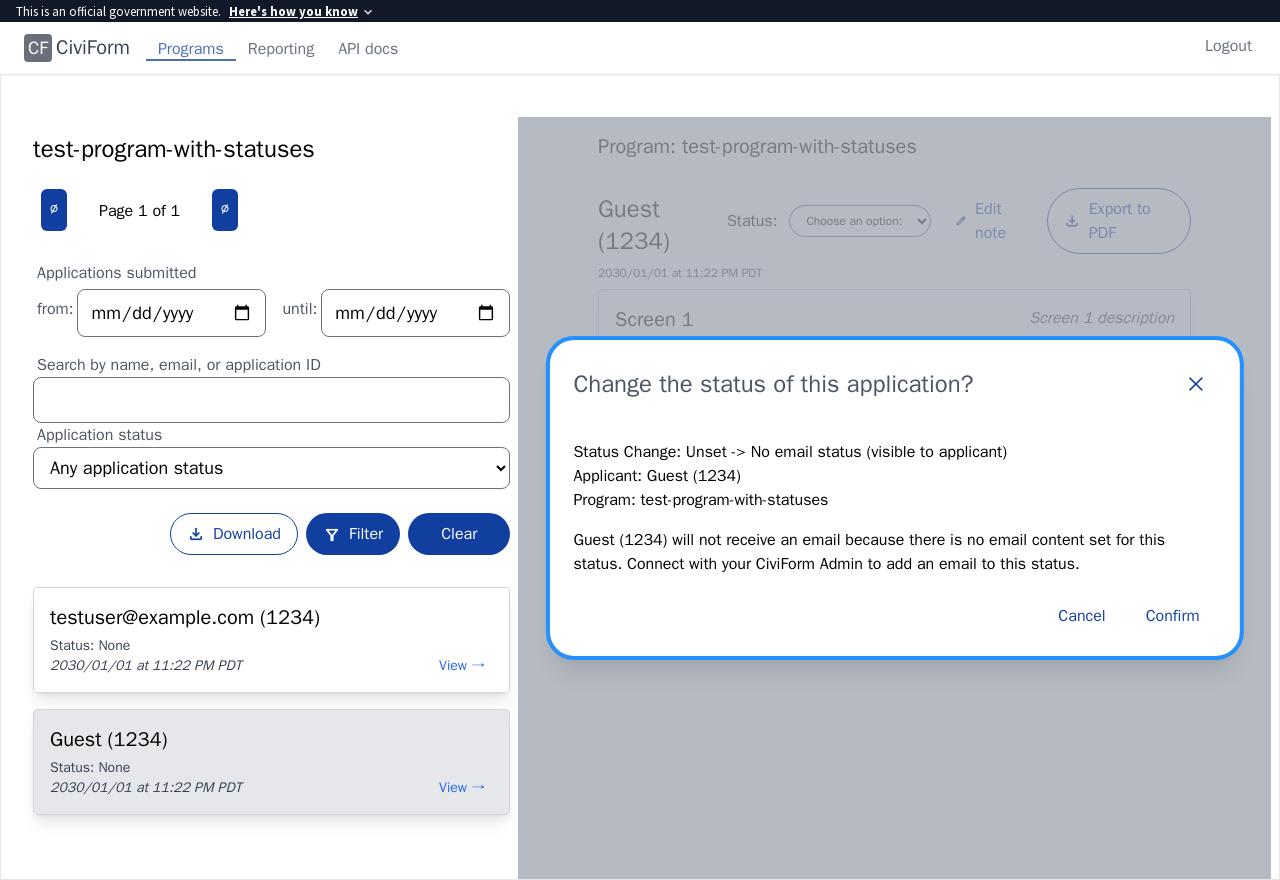 This is an official government website. Here's how you know
CF CiviForm Programs Reporting API docs Logout
test-program-with-statuses
Page 1 of 1
Applications submitted
from: mm/dd/yyyy until: mm/dd/yyyy
Search by name, email, or application ID
Application status
Any application status
Download Filter Clear
testuser@example.com (1234)
Status: None
2030/01/01 at 11:22 PM PDT View →
Guest (1234)
Status: None
2030/01/01 at 11:22 PM PDT View →
Program: test-program-with-statuses
Guest (1234)
Status: Choose an option: Edit note Export to PDF
2030/01/01 at 11:22 PM PDT
Screen 1 Screen 1 description
Change the status of this application?
Status Change: Unset -> No email status (visible to applicant)
Applicant: Guest (1234)
Program: test-program-with-statuses
Guest (1234) will not receive an email because there is no email content set for this
status. Connect with your CiviForm Admin to add an email to this status.
Cancel Confirm